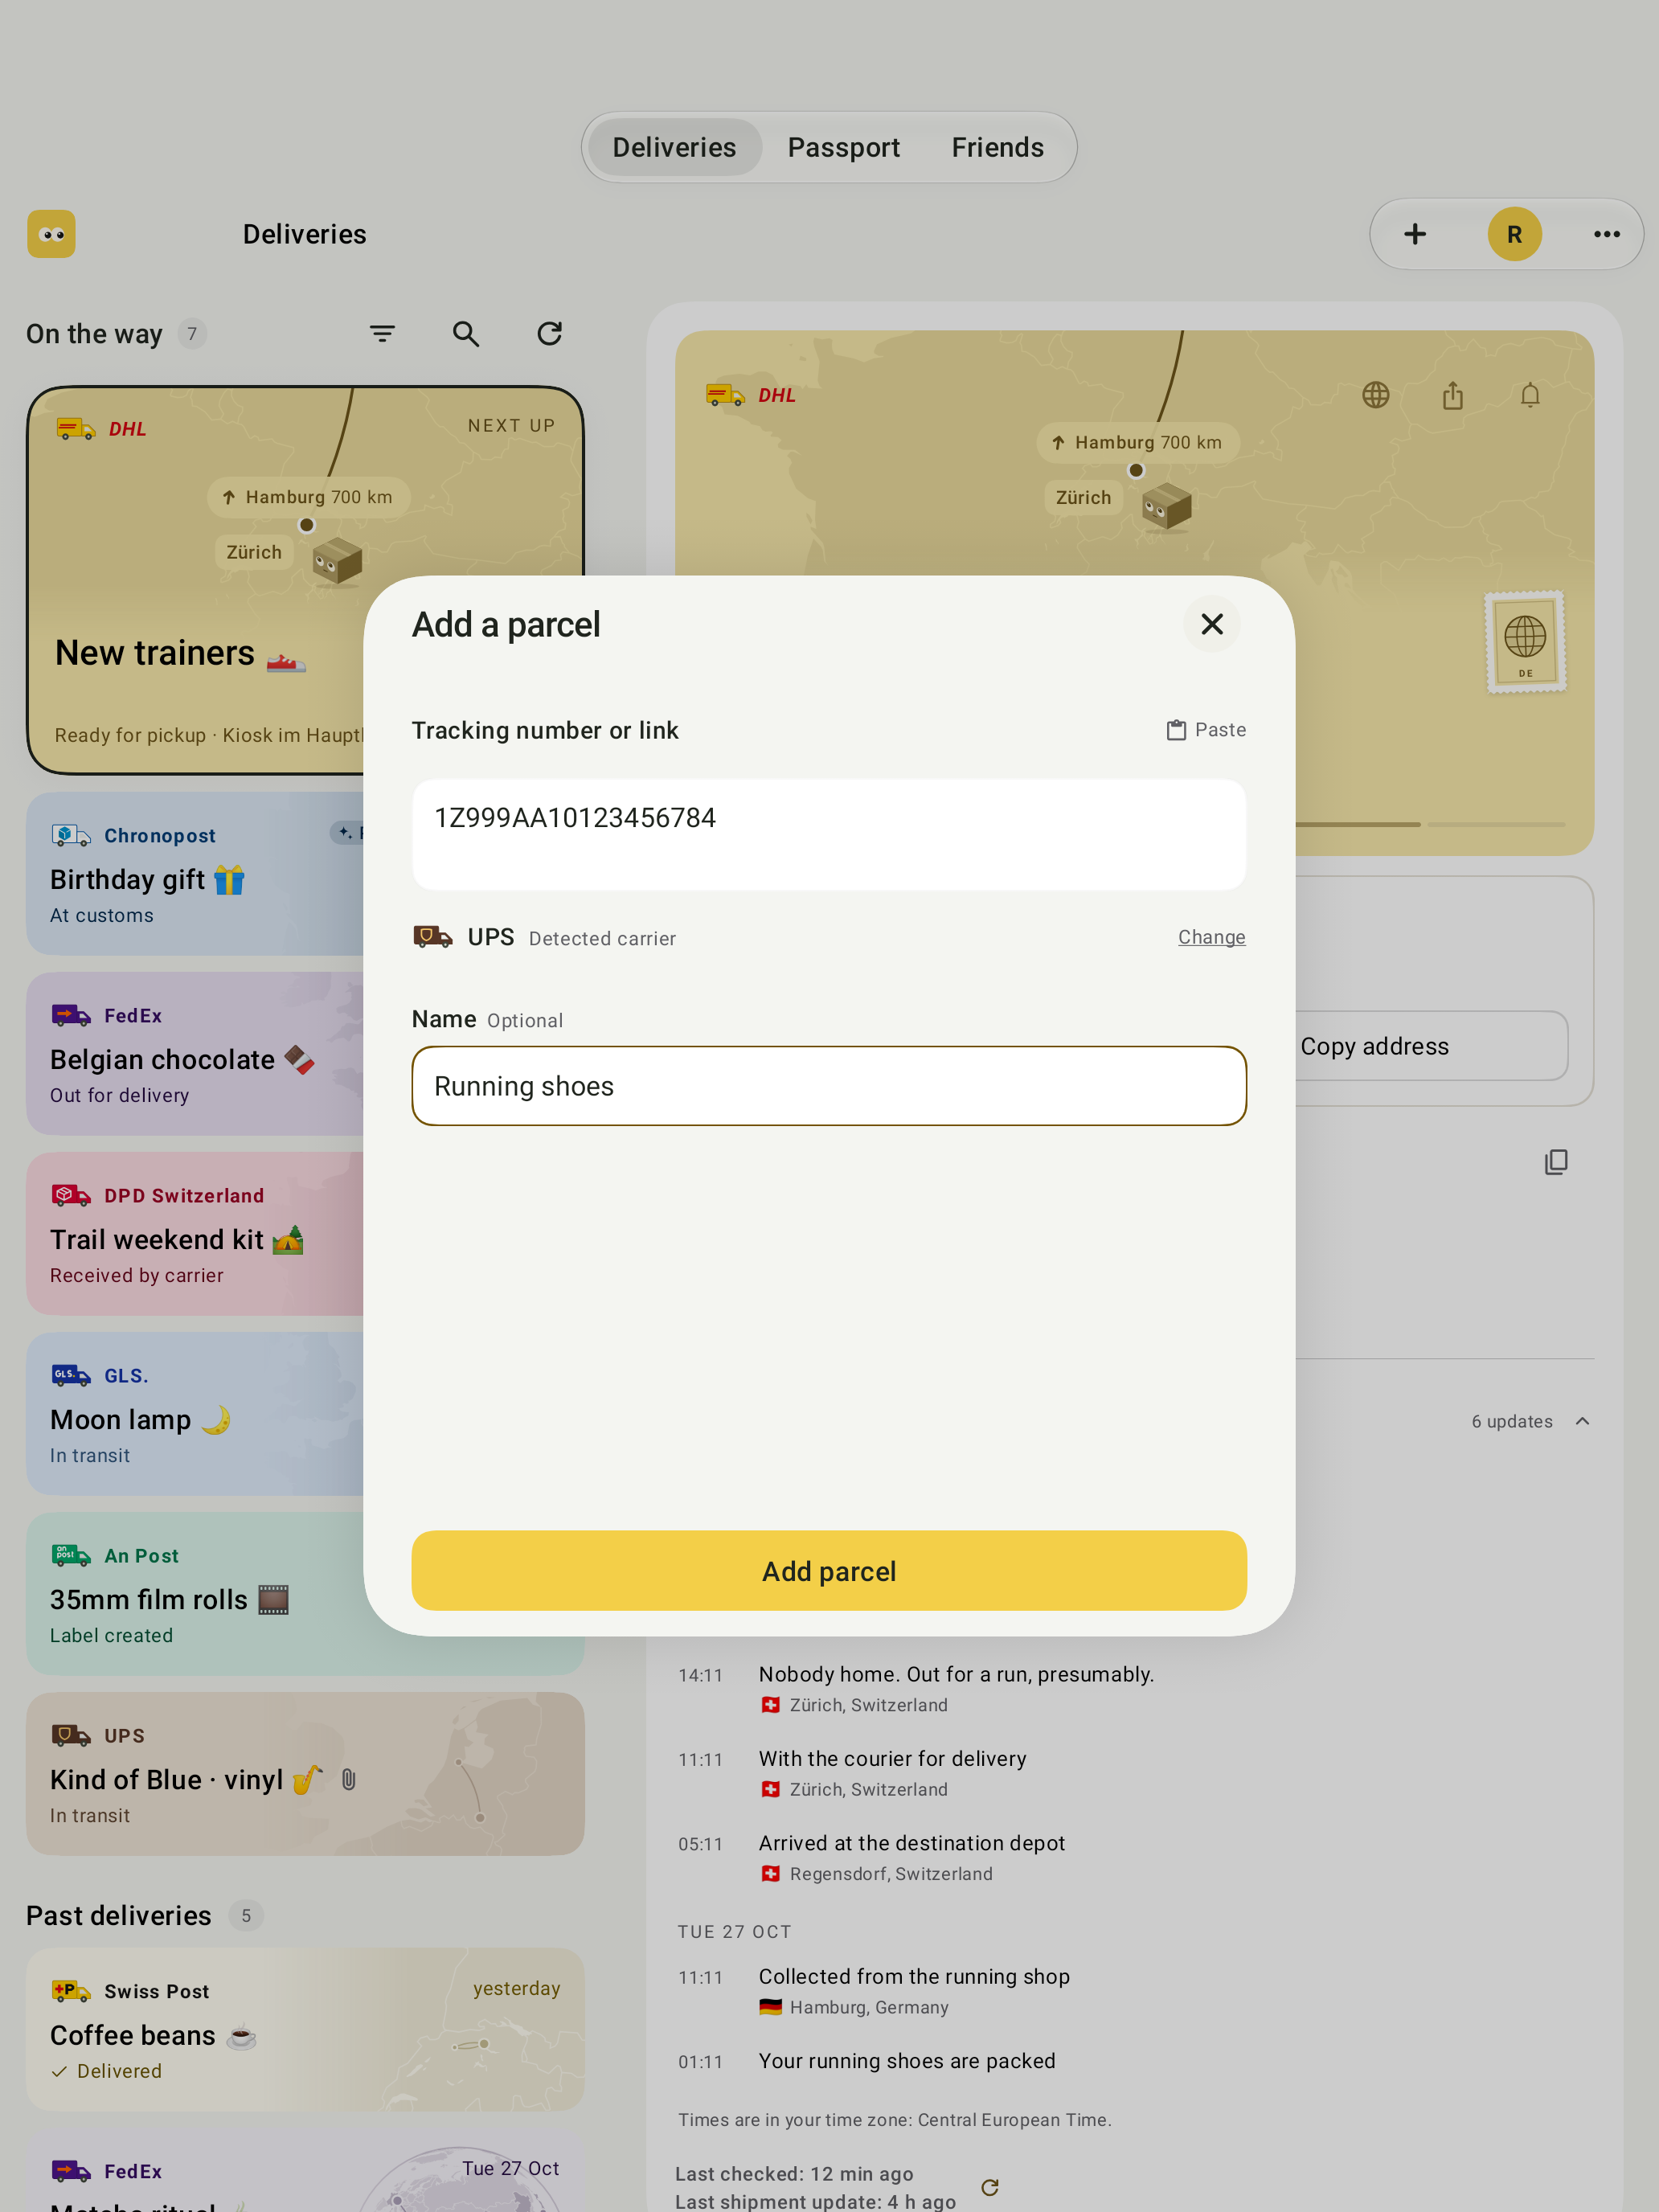 Deliveries Passport Friends
Deliveries
R
On the way 7
DHL NEXT UP
Hamburg 700 km
Zürich
New trainers
Ready for pickup · Kiosk im
Chronopost
Birthday gift
At customs
FedEx
Belgian chocolate
Out for delivery
DPD Switzerland
Trail weekend kit
Received by carrier
GLS.
GLS.
Moon lamp
In transit
on post
An Post
35mm film rolls
Label created
UPS
Kind of Blue · vinyl
In transit
Past deliveries 5
P
Swiss Post yesterday
Coffee beans
Delivered
FedEx Tue 27 Oct
DHL
Hamburg 700 km
Zürich
DE
Add a parcel
Tracking number or link Paste
1Z999AA10123456784
UPS Detected carrier Change
Name Optional
Running shoes
Add parcel
Copy address
6 updates
14:11 Nobody home. Out for a run, presumably.
Zürich, Switzerland
11:11 With the courier for delivery
Zürich, Switzerland
05:11 Arrived at the destination depot
Regensdorf, Switzerland
TUE 27 OCT
11:11 Collected from the running shop
Hamburg, Germany
01:11 Your running shoes are packed
Times are in your time zone: Central European Time.
Last checked: 12 min ago
Last shipment update: 4 h ago